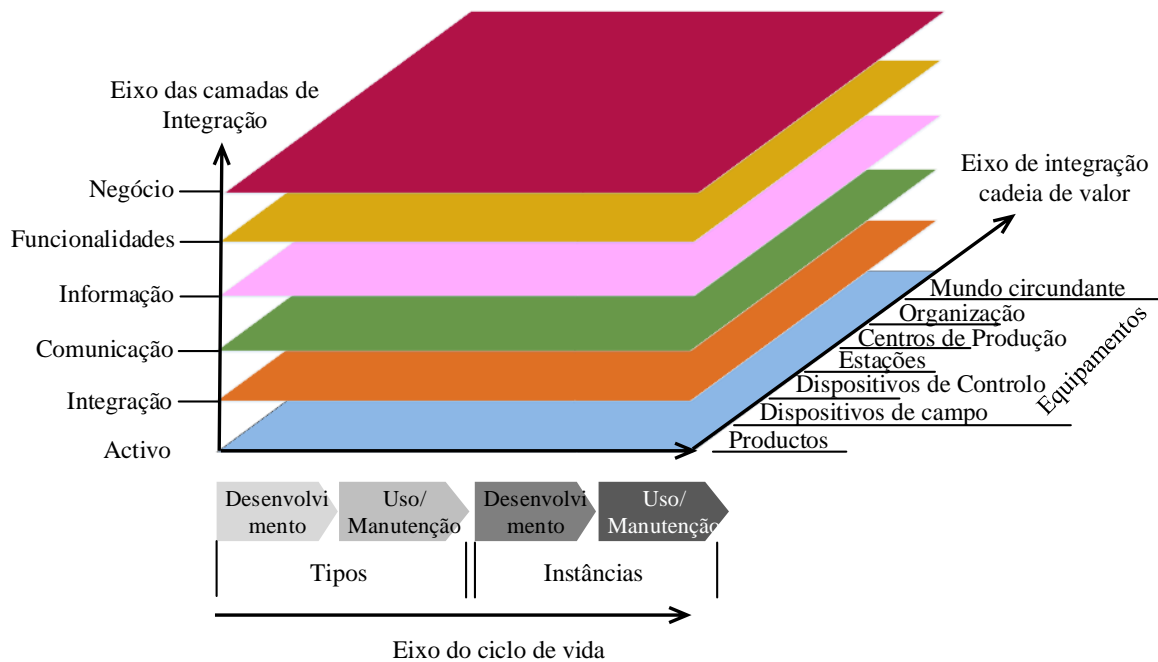 Eixo das camadas de
Integração
Negócio
Funcionalidades
Informação
Comunicação
Integração
Activo
Eixo de integração
cadeia de valor
Mundo circundante
Organização
Centros de Produção
Estações
Dispositivos de Controlo
Dispositivos de campo
Productos
Equipamentos
Desenvolvi
mento
Uso/
Manutenção
Desenvolvi
mento
Uso/
Manutenção
Tipos
Instâncias
Eixo do ciclo de vida